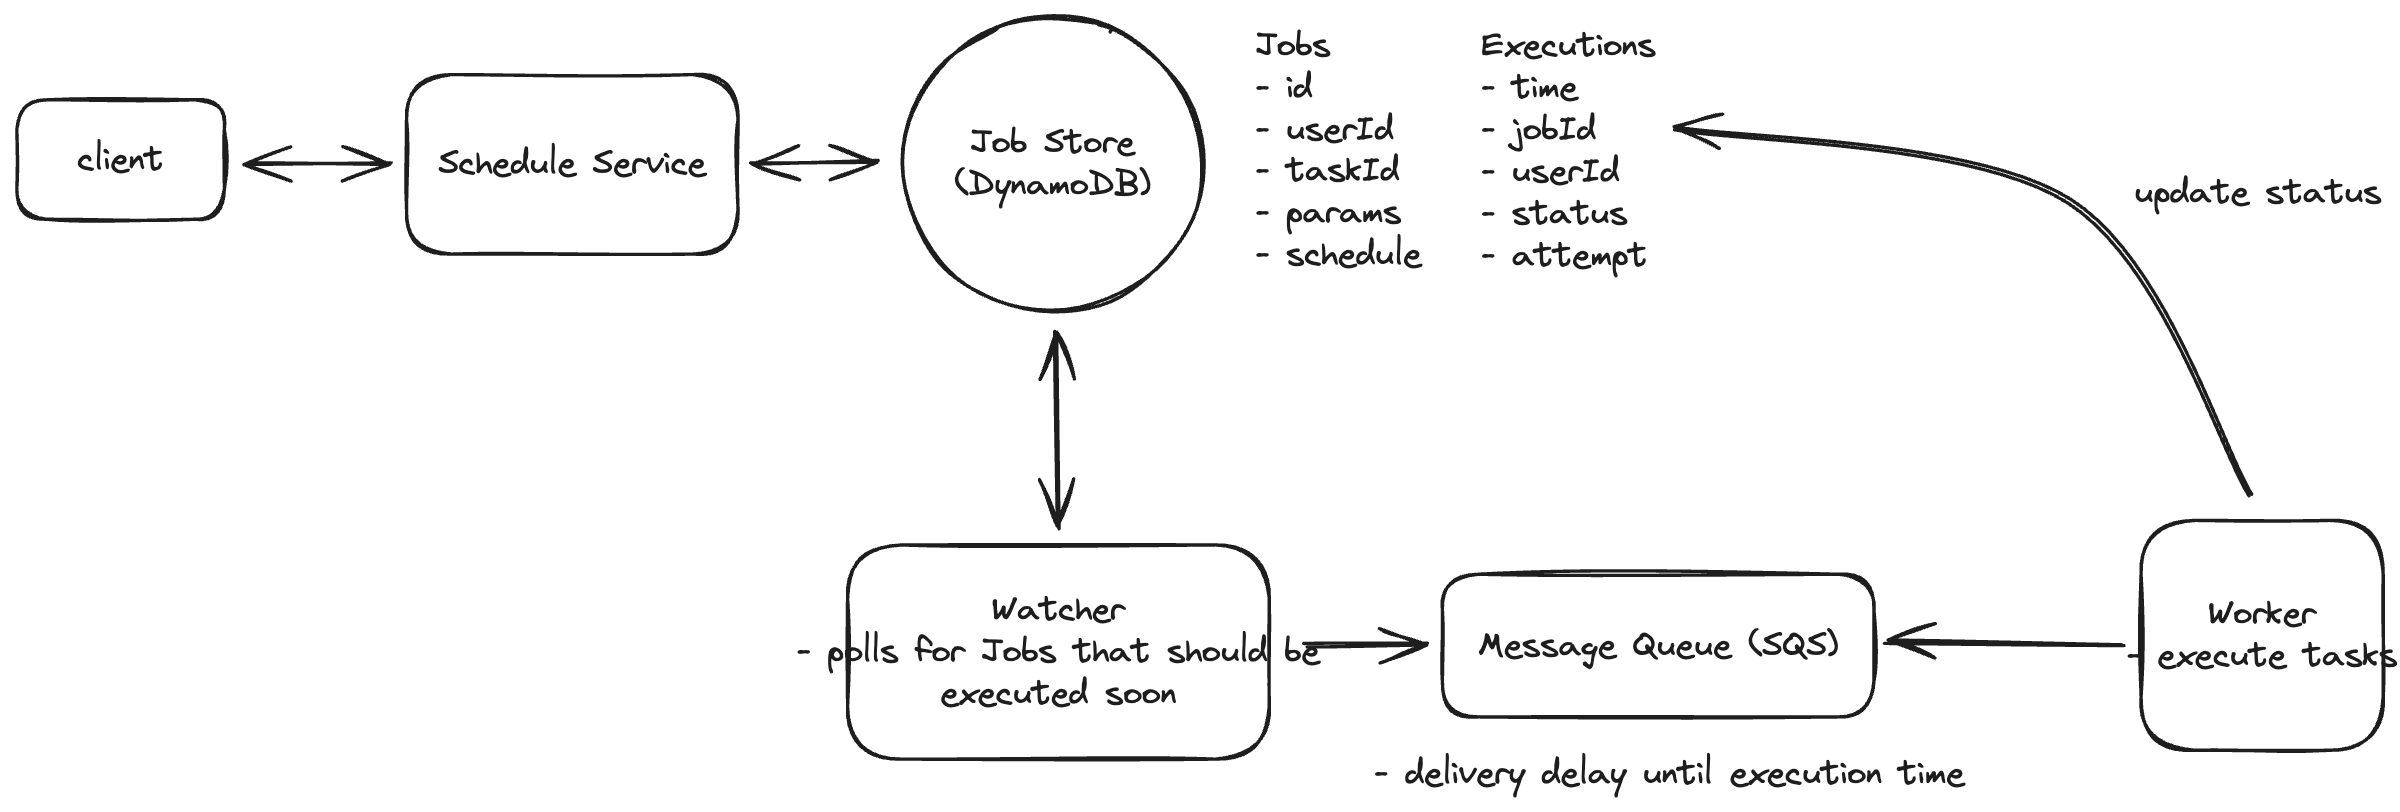 client
Schedule Service
Job Store
(DynamoDB)
Jobs
- id
- userId
- taskId
- params
- schedule
Executions
- time
- jobId
- userId
- status
- attempt
update status
Watcher
- polls for Jobs that should be
executed soon
Message Queue (SQS)
- delivery delay until execution time
Worker
- execute tasks